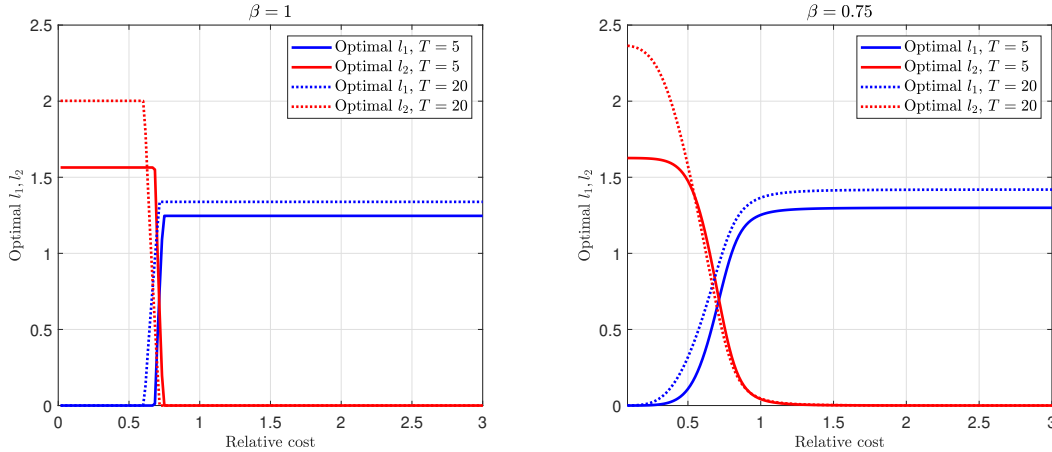 β = 1
2.5
2
1.5
1
0.5
0
0
0.5
1
1.5
2
2.5
3
Optimal l₁, l₂
Relative cost
Optimal l₁, T = 5
Optimal l₂, T = 5
Optimal l₁, T = 20
Optimal l₂, T = 20
β = 0.75
2.5
2
1.5
1
0.5
0
0.5
1
1.5
2
2.5
3
Optimal l₁, l₂
Relative cost
Optimal l₁, T = 5
Optimal l₂, T = 5
Optimal l₁, T = 20
Optimal l₂, T = 20